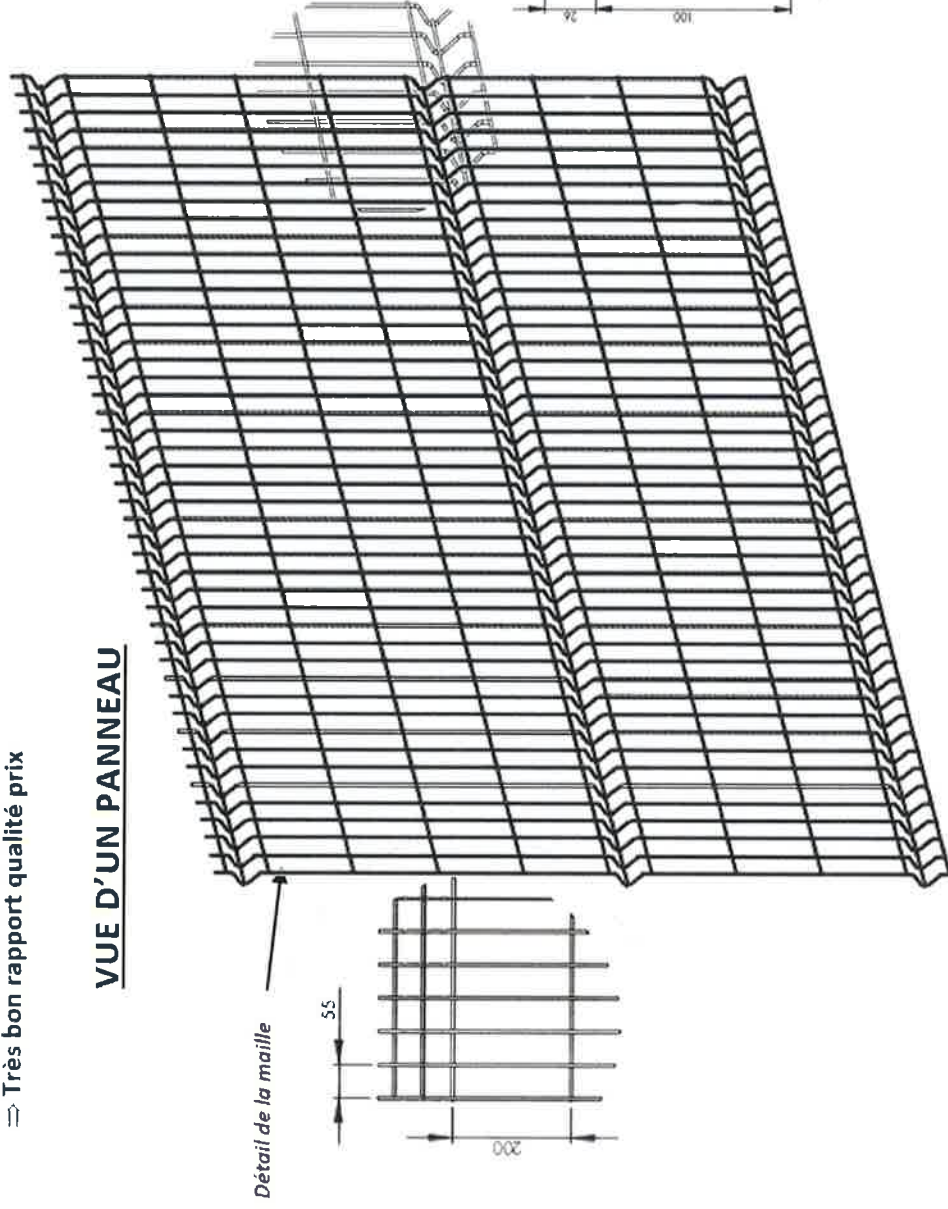 ⇒ Très bon rapport qualité prix
VUE D'UN PANNEAU
Détail de la maille
55
200
26
100